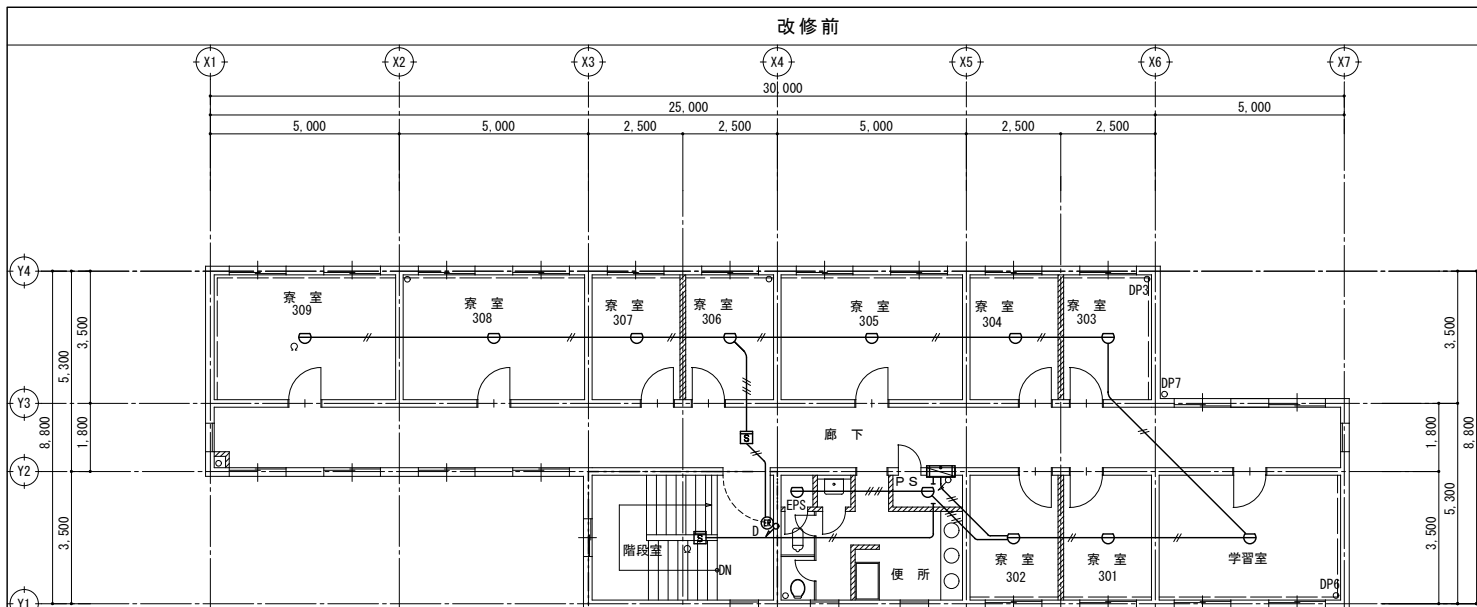 改修前
X1 X2 X3 X4 X5 X6 X7
30,000
25,000 5,000
5,000 5,000 2,500 2,500 5,000 2,500 2,500
Y4
Y3
Y2
Y1
8,800
5,300
3,500
1,800
3,500
寮室
309
寮室
308
寮室
307
寮室
306
寮室
305
寮室
304
寮室
303
DP3
DP7
Ω
S
廊下
PS
EPS
D
S
Ω
階段室
DN
便所
寮室
302
寮室
301
学習室
DP6
3,500
1,800
3,500
5,300
8,800